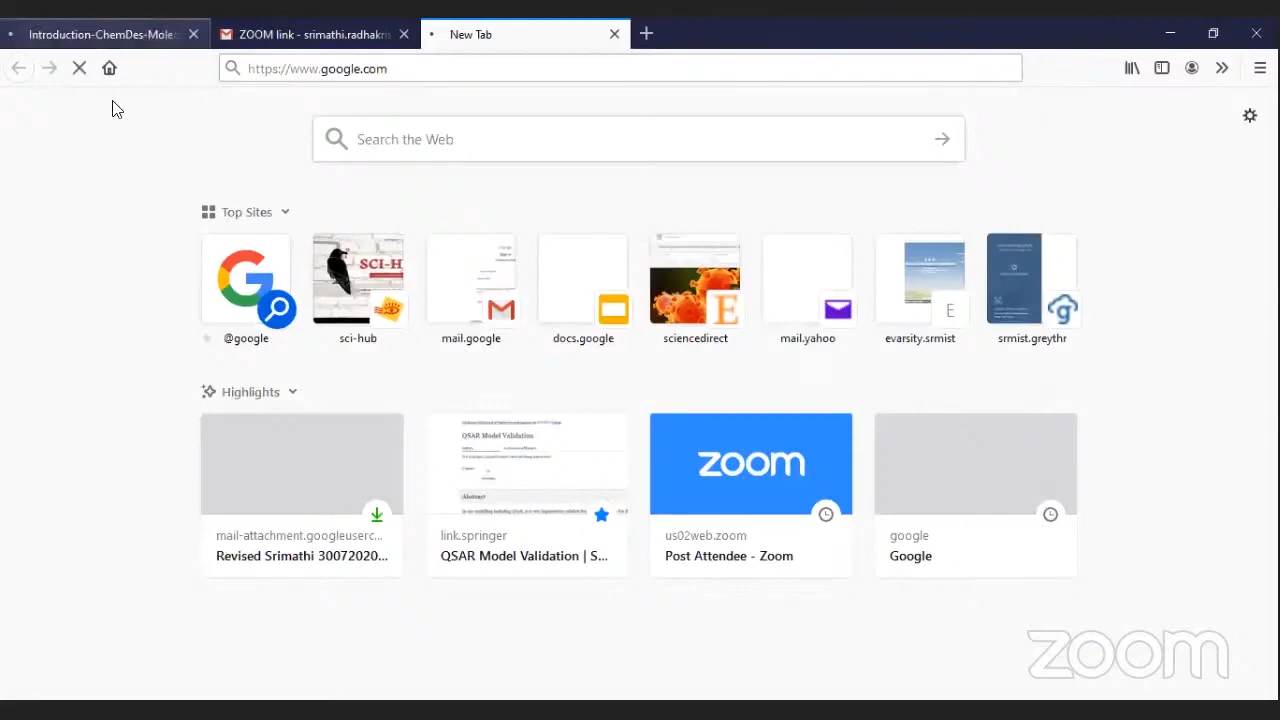 Introduction-ChemDes-Mole
ZOOM link - srimathi.radhakris
New Tab
https://www.google.com
Search the Web
Top Sites
SCI-H
E
E
@google
sci-hub
mail.google
docs.google
sciencedirect
mail.yahoo
evarsity.srmist
srmist.greythr
Highlights
QSAR Model Validation
Abstract
zoom
mail-attachment.googleuserc...
link.springer
us02web.zoom
google
Revised Srimathi 30072020...
QSAR Model Validation | S...
Post Attendee - Zoom
Google
zoom